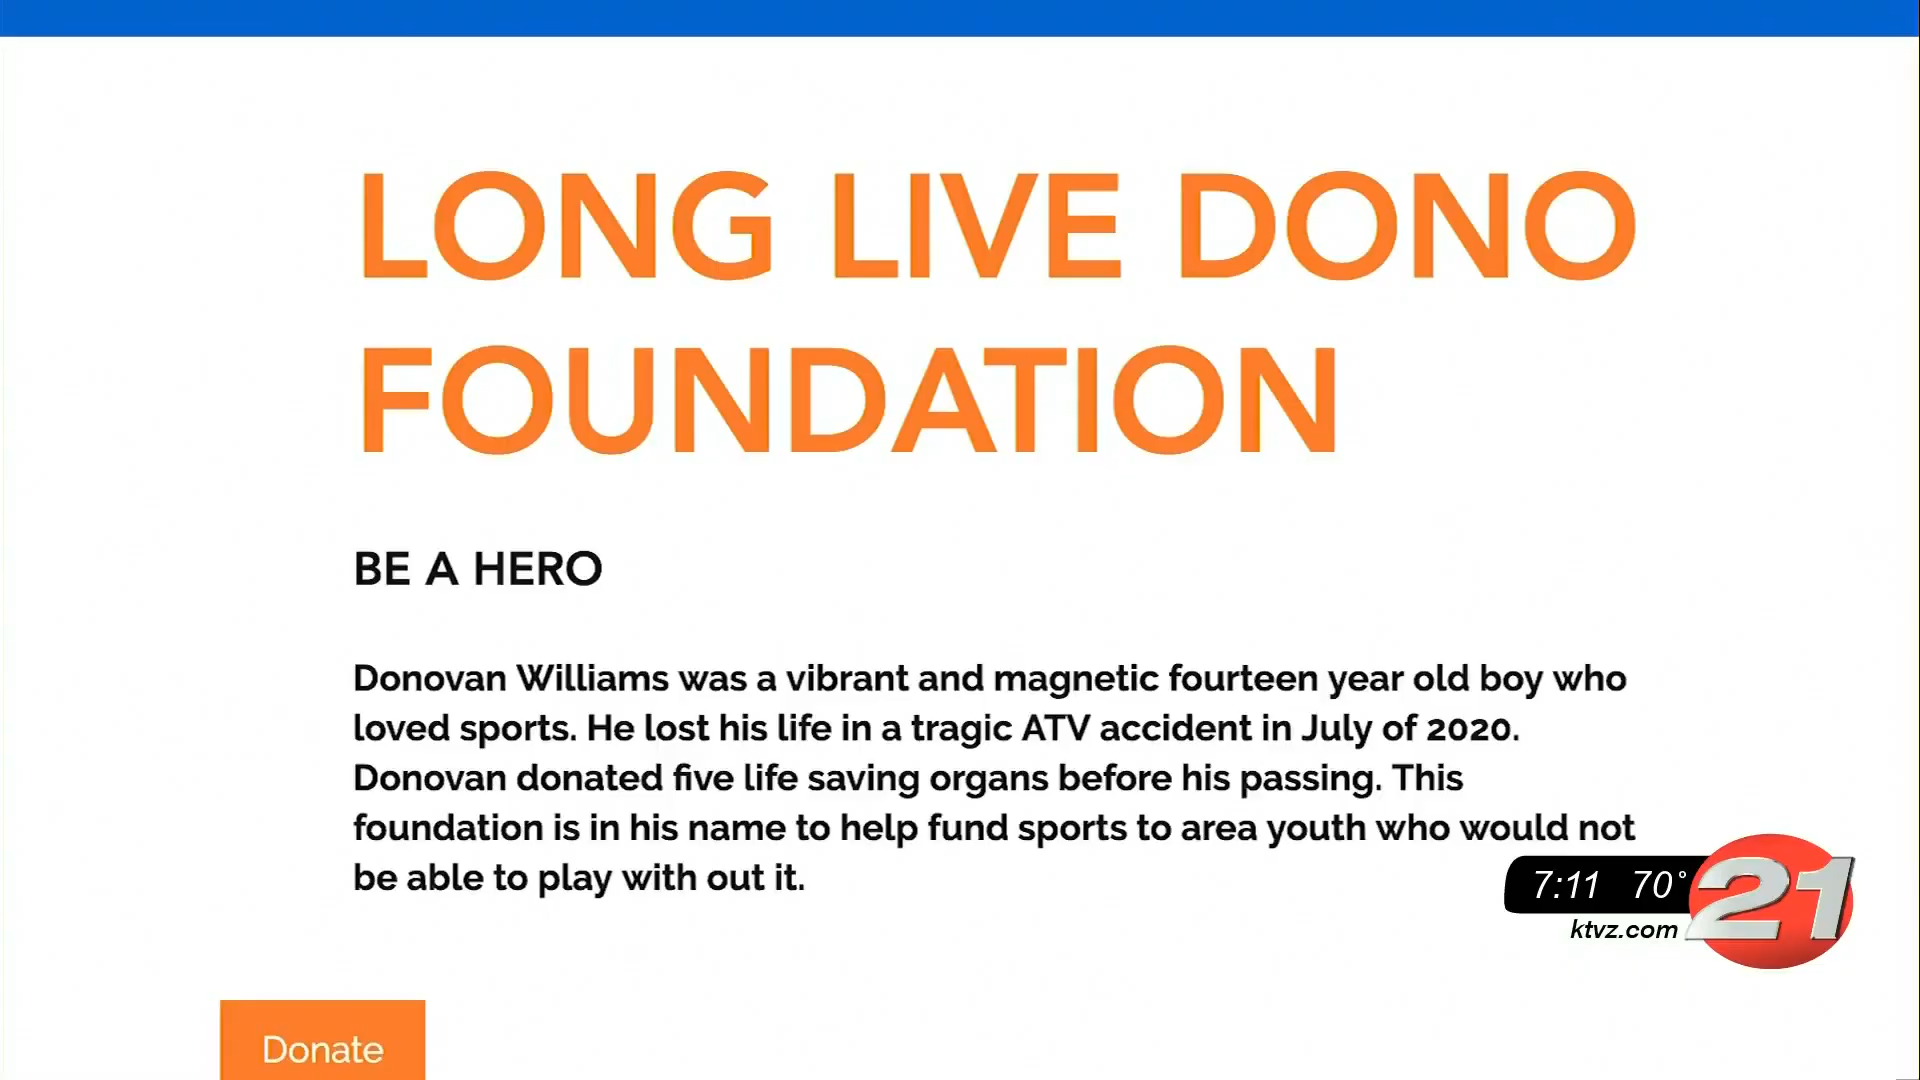 LONG LIVE DONO
FOUNDATION
BE A HERO
Donovan Williams was a vibrant and magnetic fourteen year old boy who
loved sports. He lost his life in a tragic ATV accident in July of 2020.
Donovan donated five life saving organs before his passing. This
foundation is in his name to help fund sports to area youth who would not
be able to play with out it.
7:11 70° 21
ktvz.com
Donate